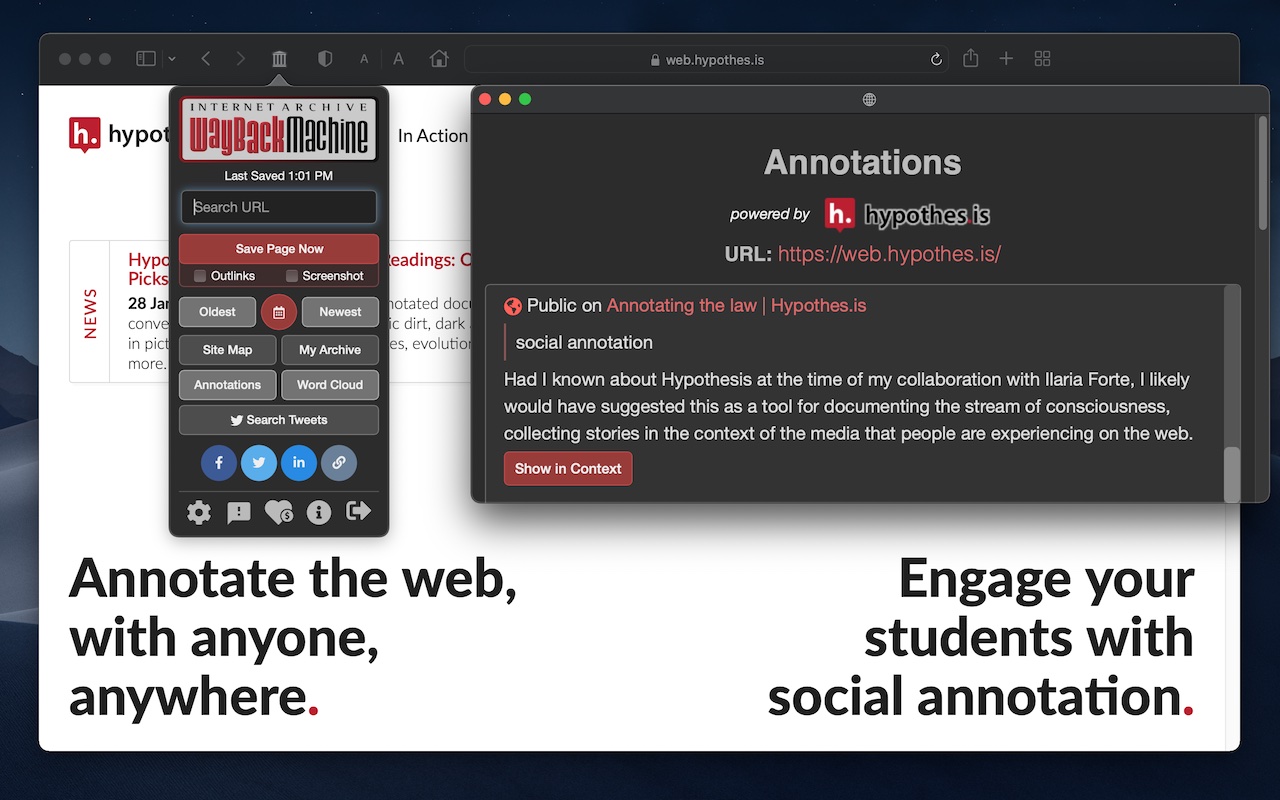 A
A
web.hypothes.is
h. hypot
In Action
INTERNET ARCHIVE
WayBackMachine
Last Saved 1:01 PM
Search URL
Save Page Now
Outlinks
Screenshot
Oldest
Newest
Site Map
My Archive
Annotations
Word Cloud
Search Tweets
NEWS
Hypo
Readings: O
Picks
28 Jan
notated docu
conve
ic dirt, dark
in pict
es, evolution
more.
Annotations
powered by h. hypothes.is
URL: https://web.hypothes.is/
Public on Annotating the law | Hypothes.is
social annotation
Had I known about Hypothesis at the time of my collaboration with Ilaria Forte, I likely
would have suggested this as a tool for documenting the stream of consciousness,
collecting stories in the context of the media that people are experiencing on the web.
Show in Context
Annotate the web,
with anyone,
anywhere.
Engage your
students with
social annotation.